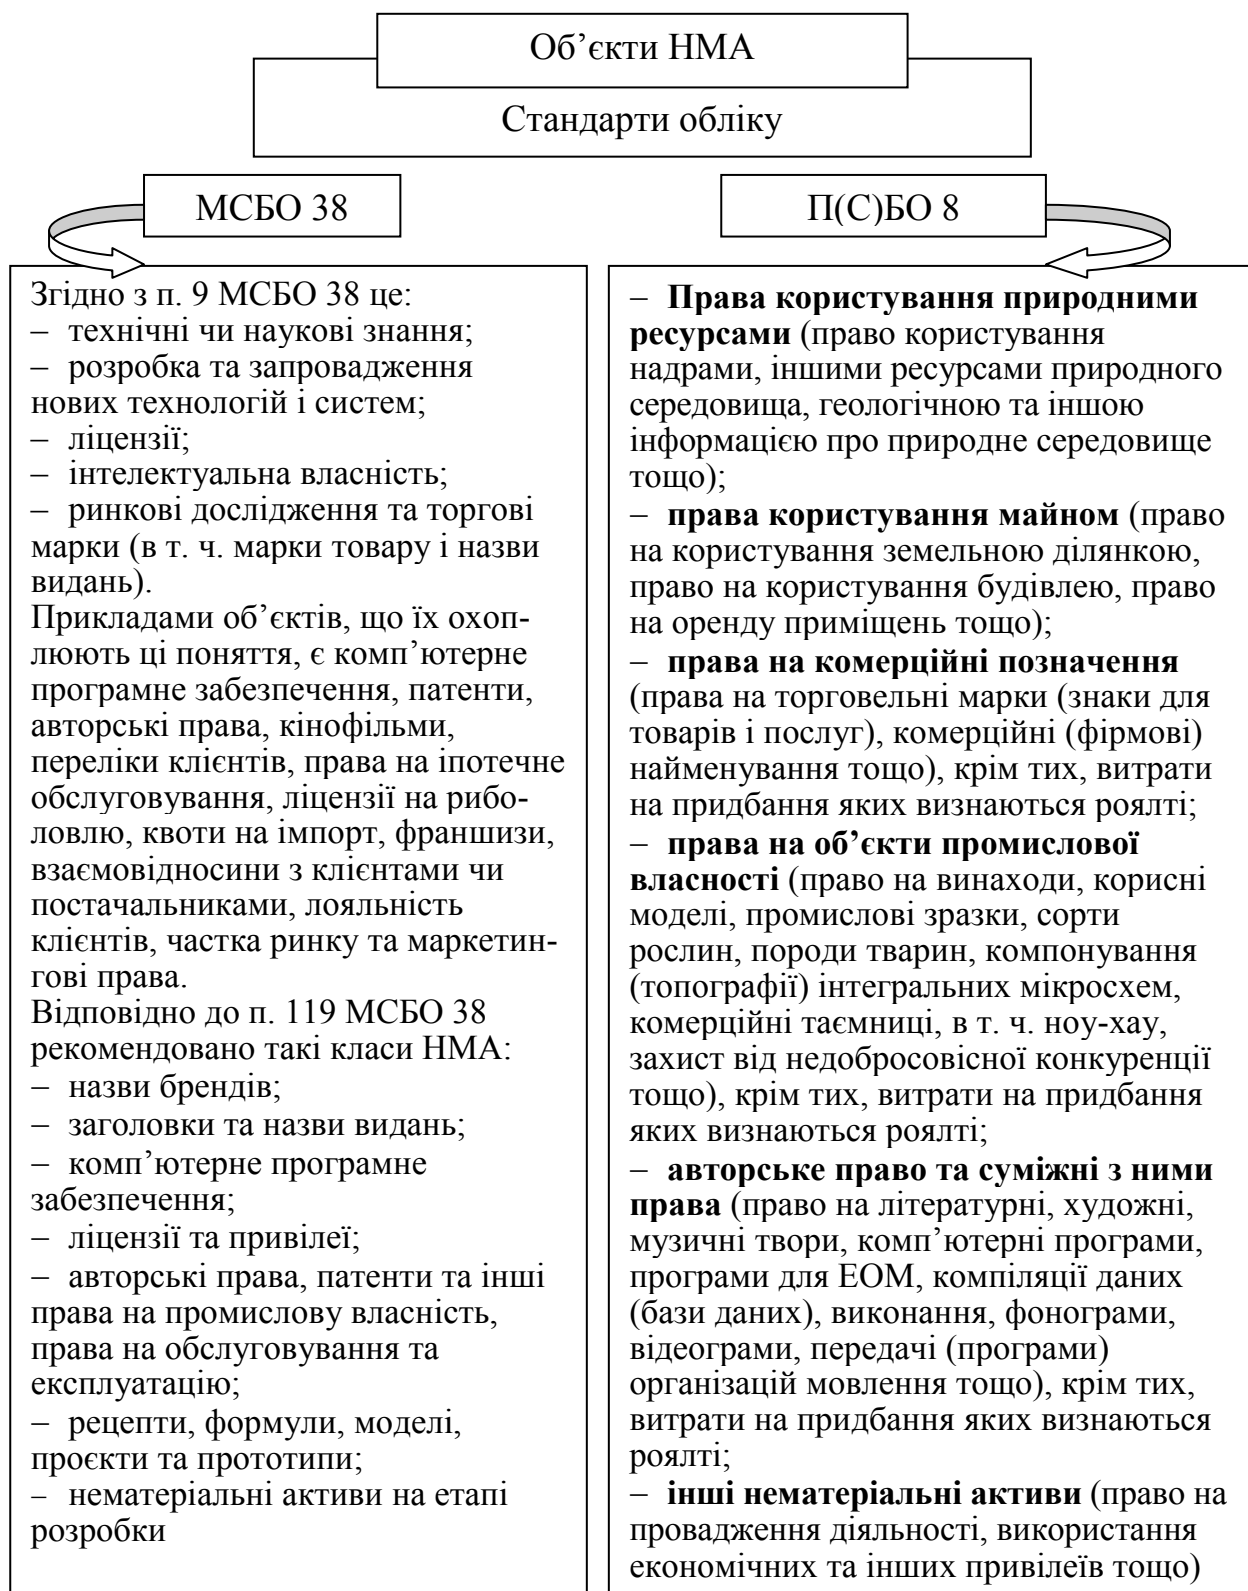 Об’єкти НМА
Стандарти обліку
МСБО 38
Згідно з п. 9 МСБО 38 це:
– технічні чи наукові знання;
– розробка та запровадження
нових технологій і систем;
– ліцензії;
– інтелектуальна власність;
– ринкові дослідження та торгові
марки (в т. ч. марки товару і назви
видань).
Прикладами об’єктів, що їх охоп-
люють ці поняття, є комп’ютерне
програмне забезпечення, патенти,
авторські права, кінофільми,
переліки клієнтів, права на іпотечне
обслуговування, ліцензії на рибо-
ловлю, квоти на імпорт, франшизи,
взаємовідносини з клієнтами чи
постачальниками, лояльність
клієнтів, частка ринку та маркетин-
гові права.
Відповідно до п. 119 МСБО 38
рекомендовано такі класи НМА:
– назви брендів;
– заголовки та назви видань;
– комп’ютерне програмне
забезпечення;
– ліцензії та привілеї;
– авторські права, патенти та інші
права на промислову власність,
права на обслуговування та
експлуатацію;
– рецепти, формули, моделі,
проєкти та прототипи;
– нематеріальні активи на етапі
розробки
П(С)БО 8
– Права користування природними
ресурсами (право користування
надрами, іншими ресурсами природного
середовища, геологічною та іншою
інформацією про природне середовище
тощо);
– права користування майном (право
на користування земельною ділянкою,
право на користування будівлею, право
на оренду приміщень тощо);
– права на комерційні позначення
(права на торговельні марки (знаки для
товарів і послуг), комерційні (фірмові)
найменування тощо), крім тих, витрати
на придбання яких визнаються роялті;
– права на об’єкти промислової
власності (право на винаходи, корисні
моделі, промислові зразки, сорти
рослин, породи тварин, компонування
(топографії) інтегральних мікросхем,
комерційні таємниці, в т. ч. ноу-хау,
захист від недобросовісної конкуренції
тощо), крім тих, витрати на придбання
яких визнаються роялті;
– авторське право та суміжні з ними
права (право на літературні, художні,
музичні твори, комп’ютерні програми,
програми для ЕОМ, компіляції даних
(бази даних), виконання, фонограми,
відеограми, передачі (програми)
організацій мовлення тощо), крім тих,
витрати на придбання яких визнаються
роялті;
– інші нематеріальні активи (право на
провадження діяльності, використання
економічних та інших привілеїв тощо)